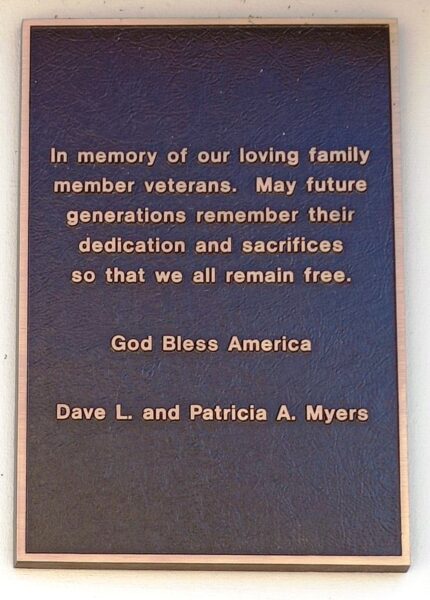 In memory of our loving family
member veterans. May future
generations remember their
dedication and sacrifices
so that we all remain free.
God Bless America
Dave L. and Patricia A. Myers